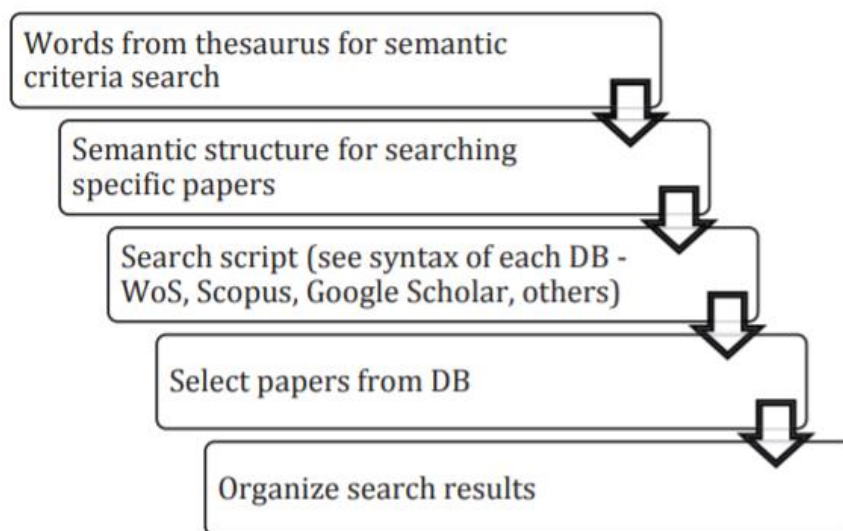 Words from thesaurus for semantic
criteria search
Semantic structure for searching
specific papers
Search script (see syntax of each DB -
WoS, Scopus, Google Scholar, others)
Select papers from DB
Organize search results